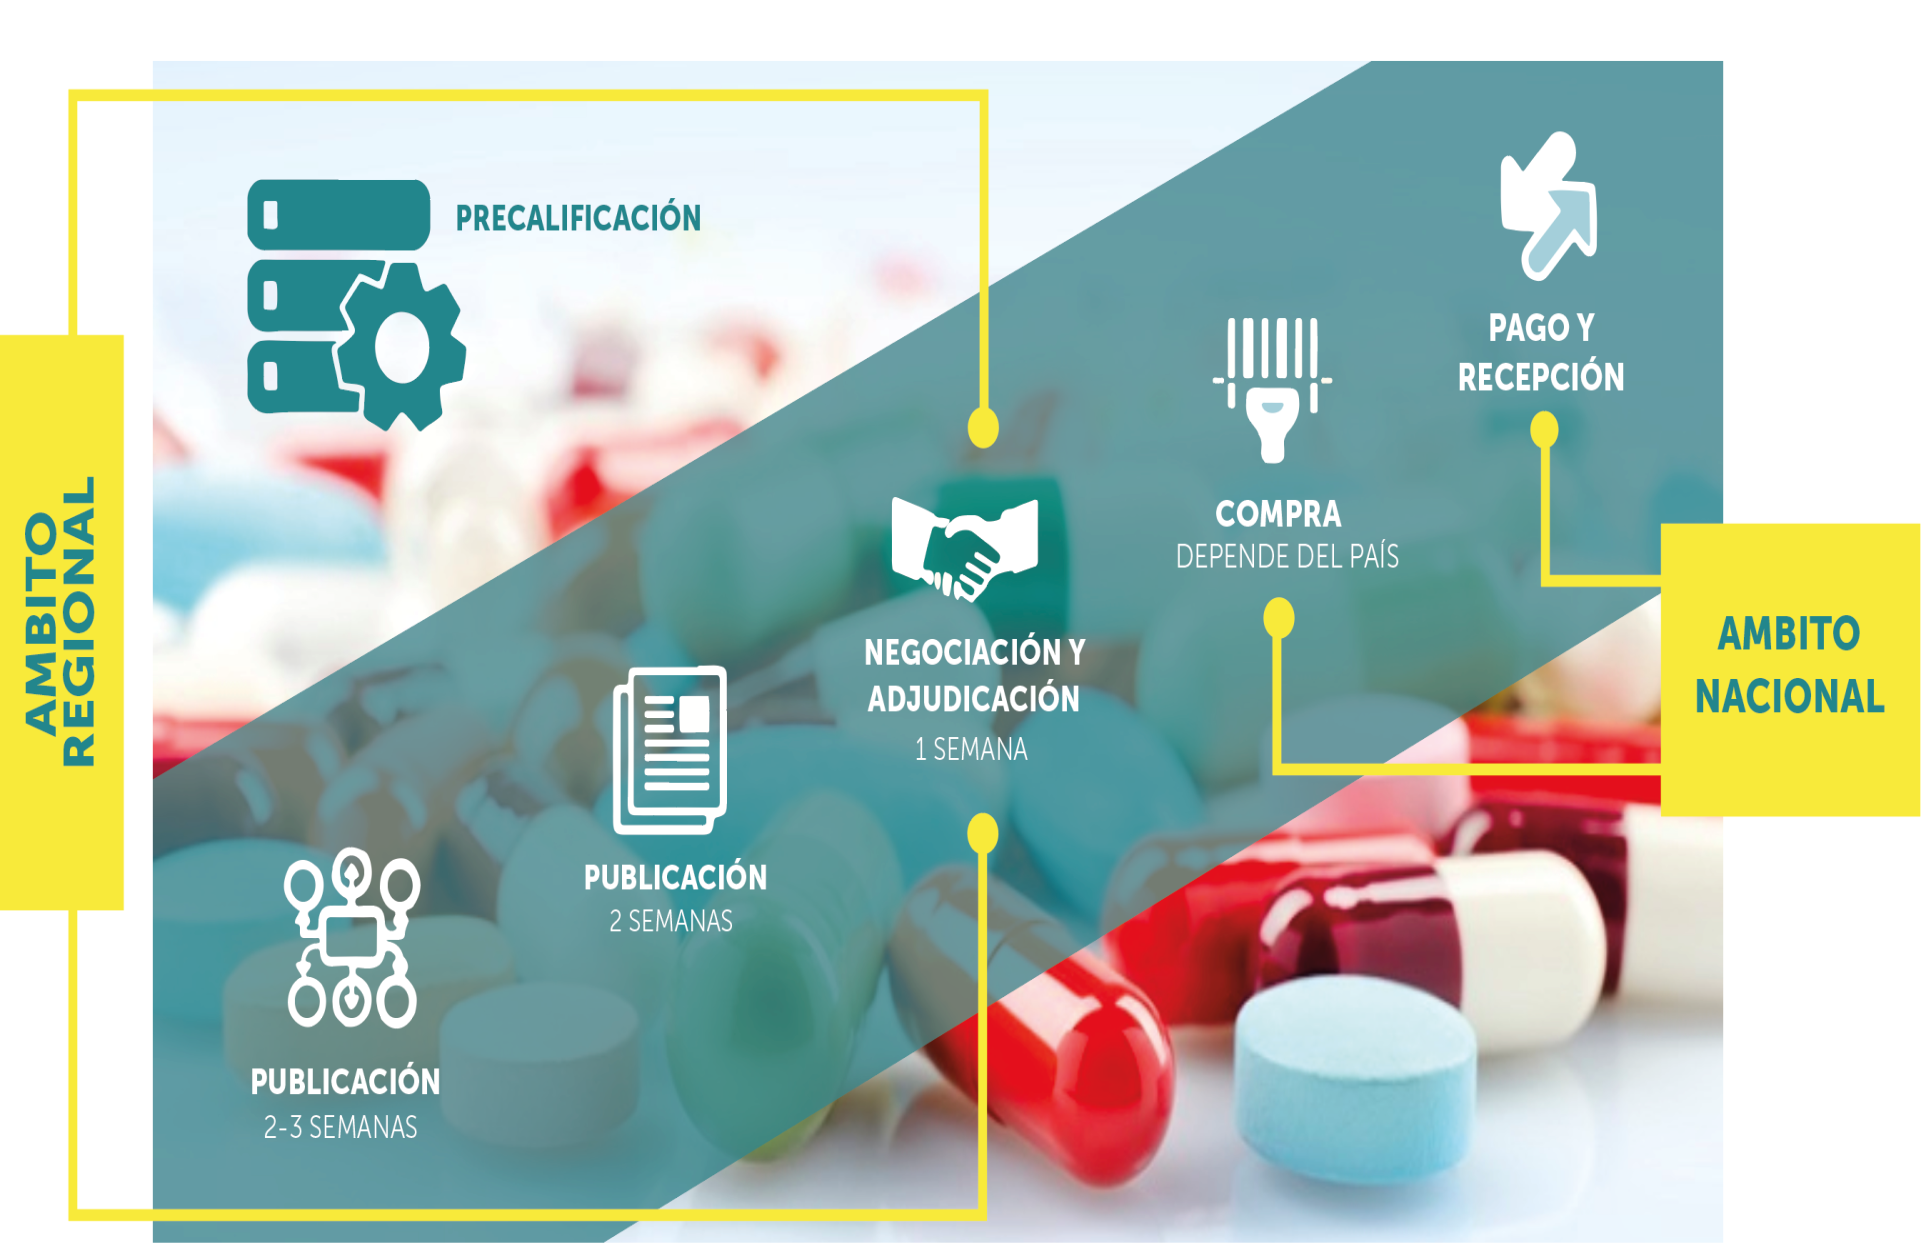 AMBITO
REGIONAL
PRECALIFICACIÓN
PUBLICACIÓN
2-3 SEMANAS
PUBLICACIÓN
2 SEMANAS
NEGOCIACIÓN Y
ADJUDICACIÓN
1 SEMANA
COMPRA
DEPENDE DEL PAÍS
PAGO Y
RECEPCIÓN
AMBITO
NACIONAL